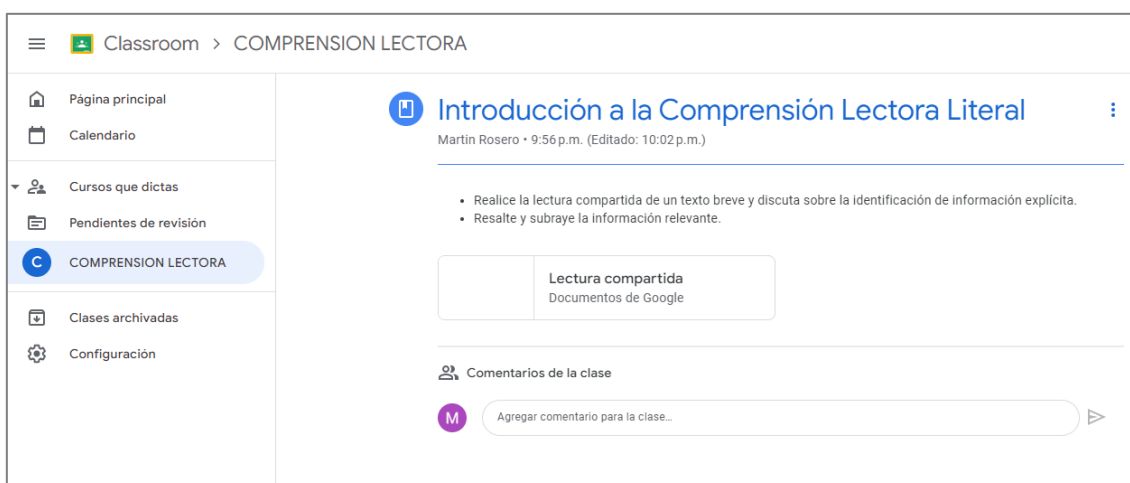 Classroom > COMPRENSION LECTORA
Página principal
Calendario
Cursos que dictas
Pendientes de revisión
C COMPRENSION LECTORA
Clases archivadas
Configuración
Introducción a la Comprensión Lectora Literal
Martin Rosero • 9:56 p.m. (Editado: 10:02 p.m.)
• Realice la lectura compartida de un texto breve y discuta sobre la identificación de información explícita.
• Resalte y subraye la información relevante.
Lectura compartida
Documentos de Google
Comentarios de la clase
M Agregar comentario para la clase...